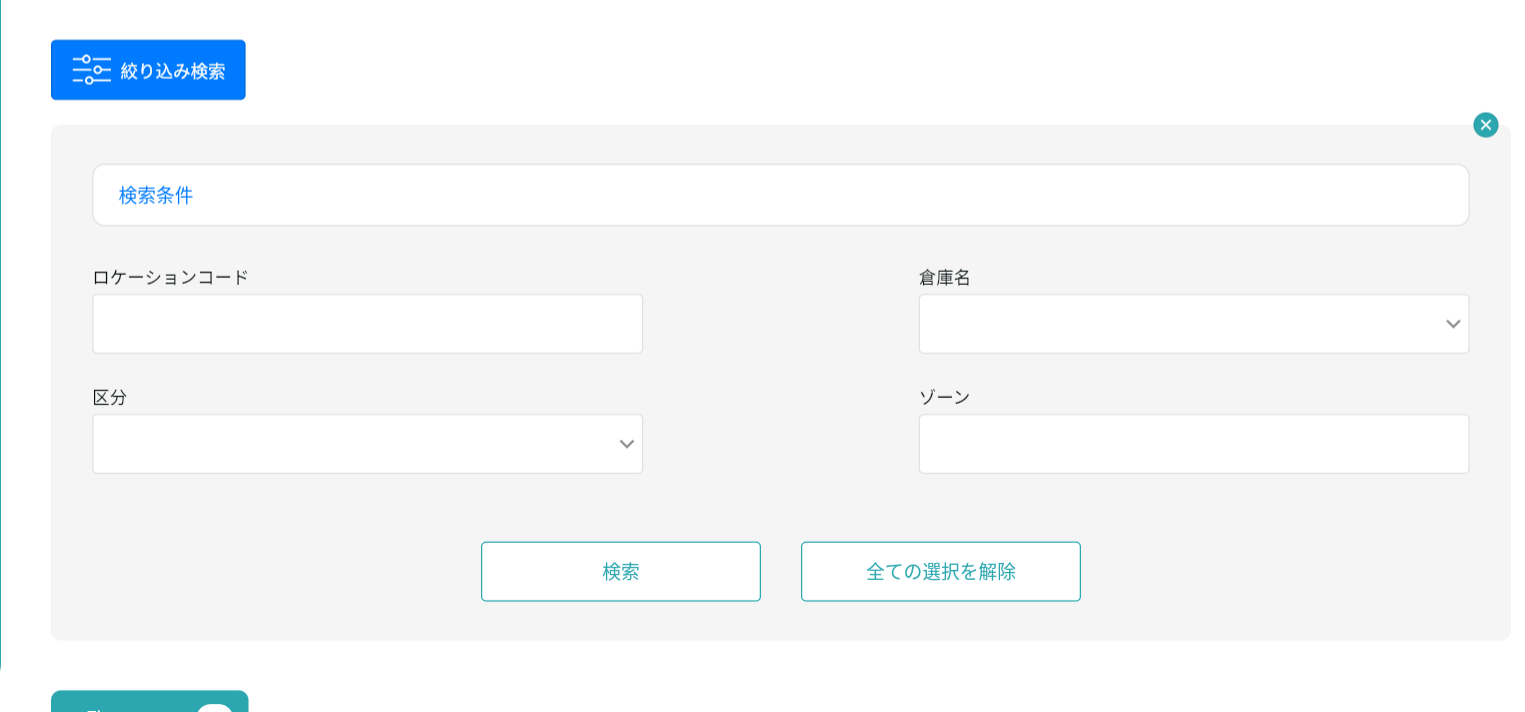 絞り込み検索
検索条件
ロケーションコード
倉庫名
区分
ゾーン
検索
全ての選択を解除